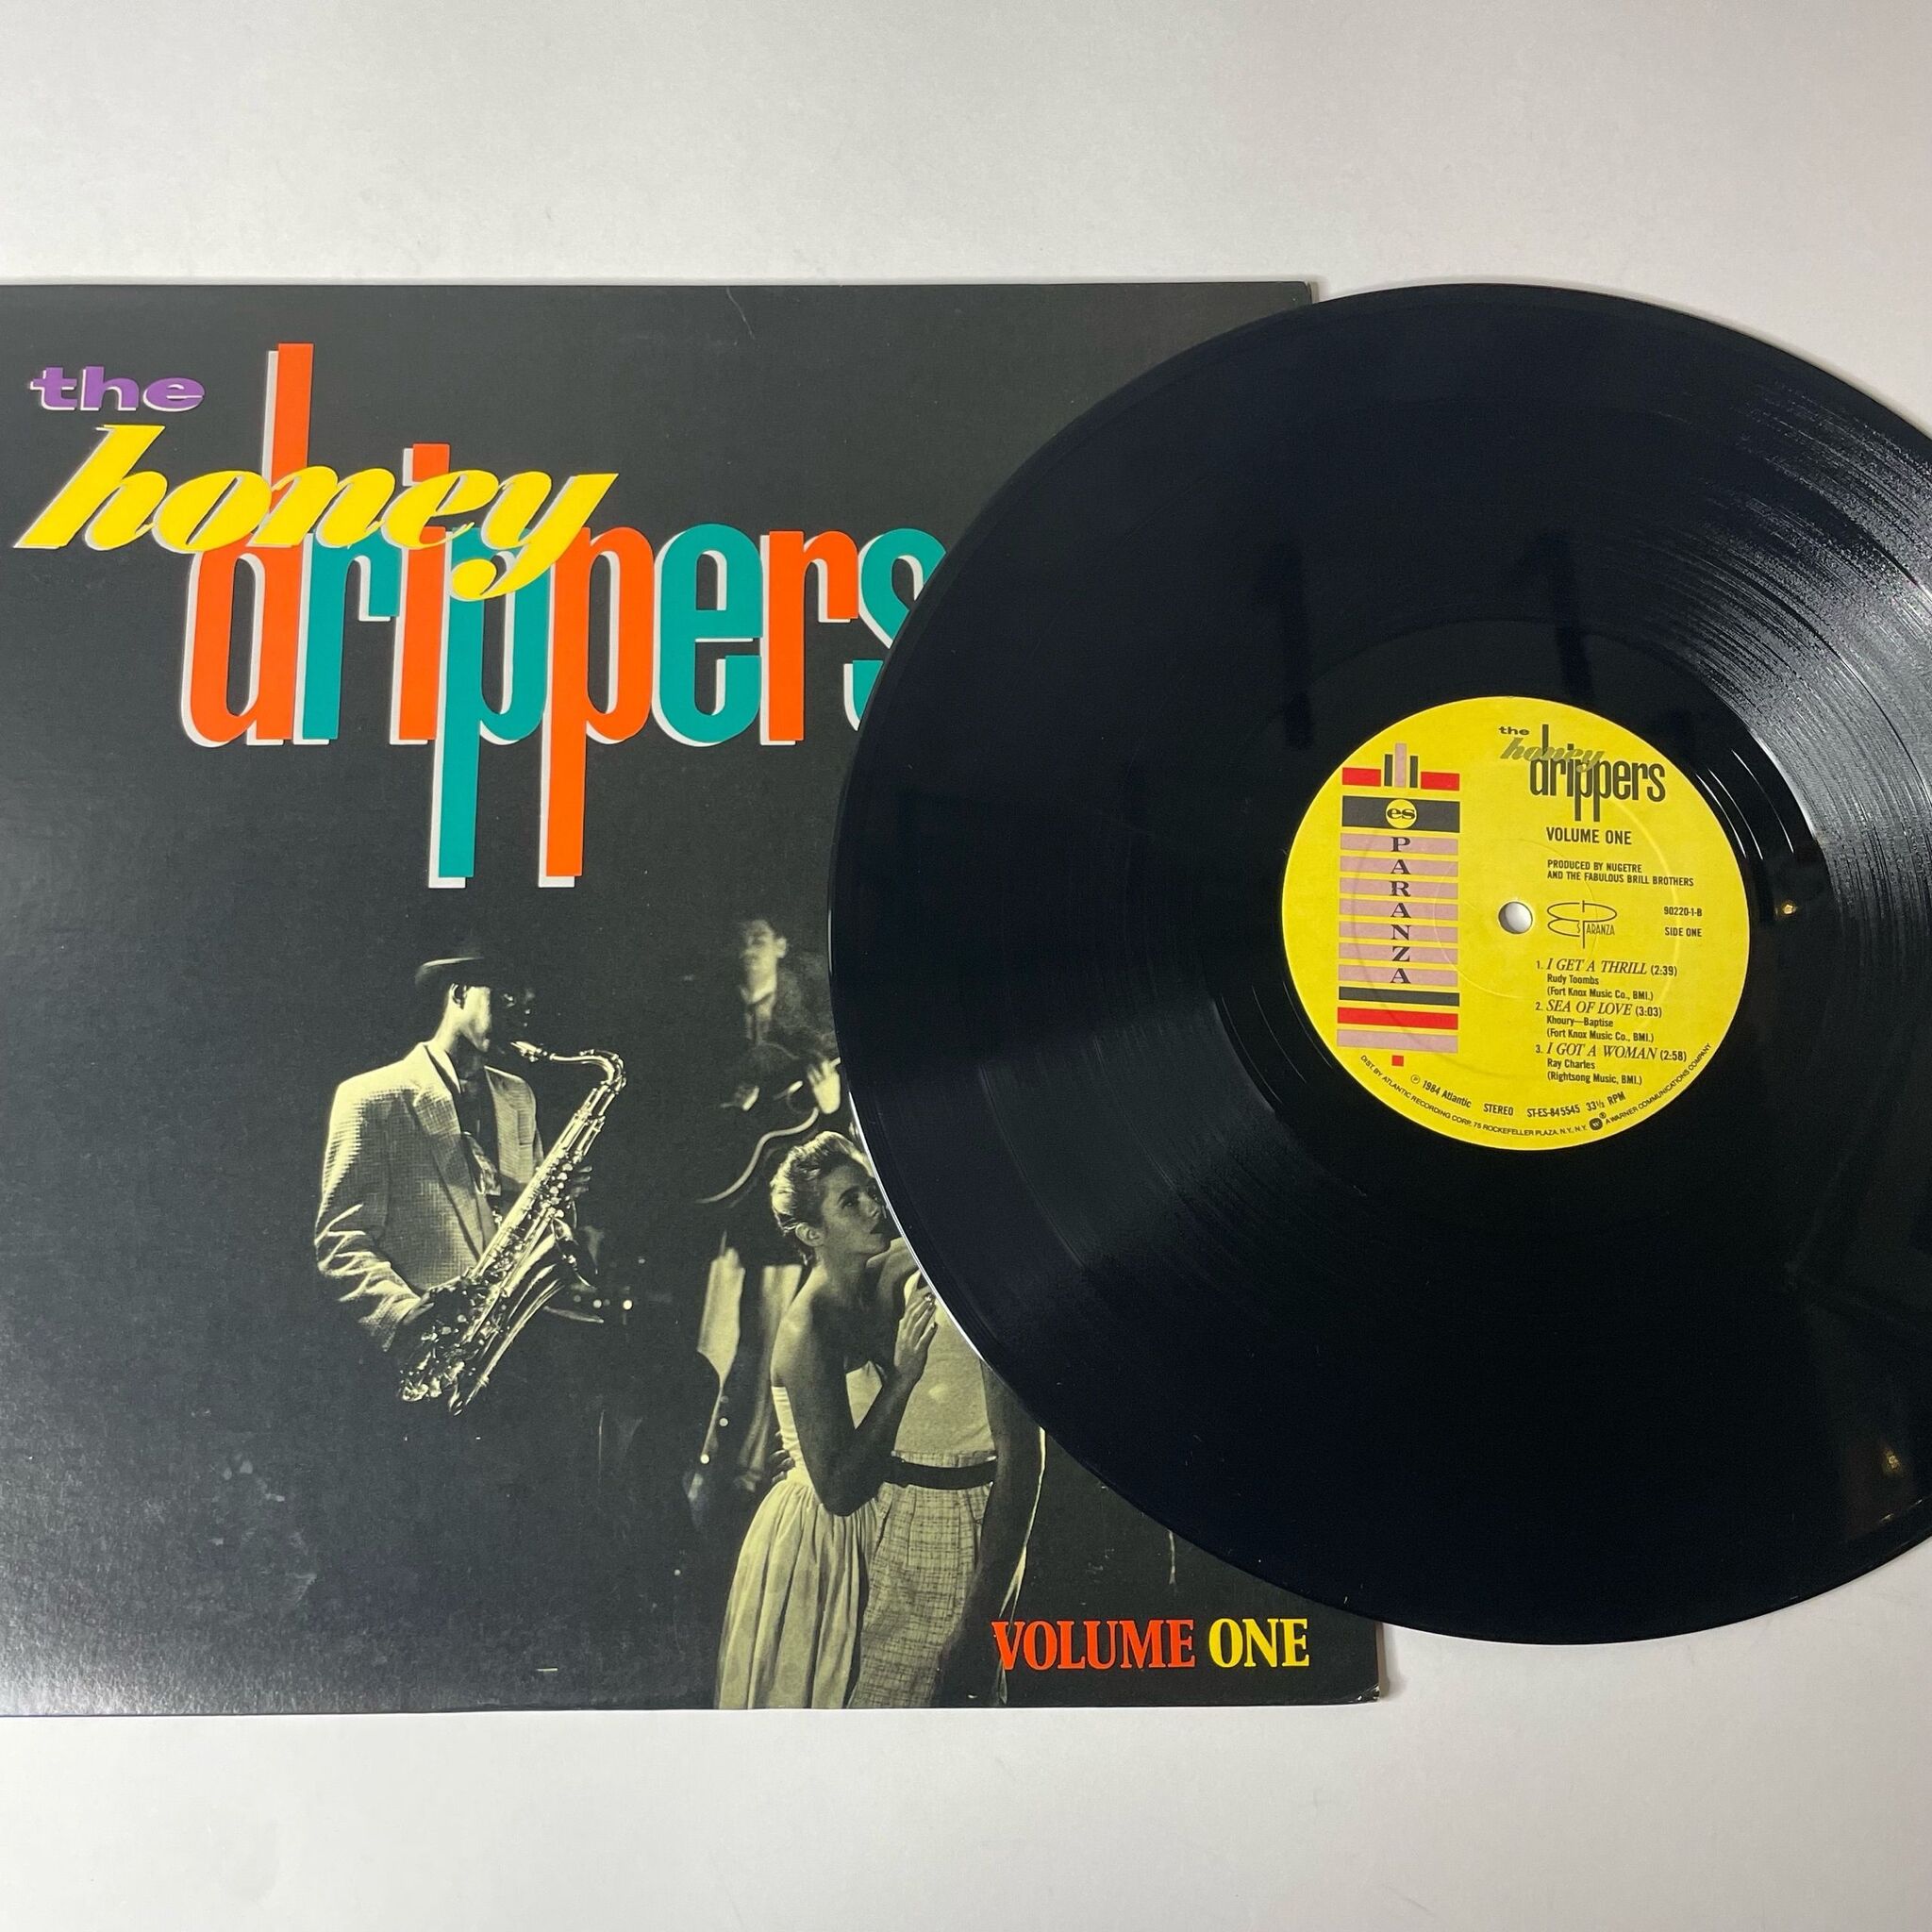 the
honey
drippers
VOLUME ONE
the
honey
drippers
VOLUME ONE
PRODUCED BY NUGETRE
AND THE FABULOUS BRILL BROTHERS
es
PARANZA
ES PARANZA
90220-1-B
SIDE ONE
1. I GET A THRILL (2:39)
Rudy Toombs
(Fort Knox Music Co., BMI.)
2. SEA OF LOVE (3:03)
Khoury—Baptise
(Fort Knox Music Co., BMI.)
3. I GOT A WOMAN (2:58)
Ray Charles
(Rightsong Music, BMI.)
℗ 1984 Atlantic STEREO ST-ES-845545 33⅓ RPM
DIST. BY ATLANTIC RECORDING CORP. 75 ROCKEFELLER PLAZA, N.Y., N.Y. W ® A WARNER COMMUNICATIONS COMPANY